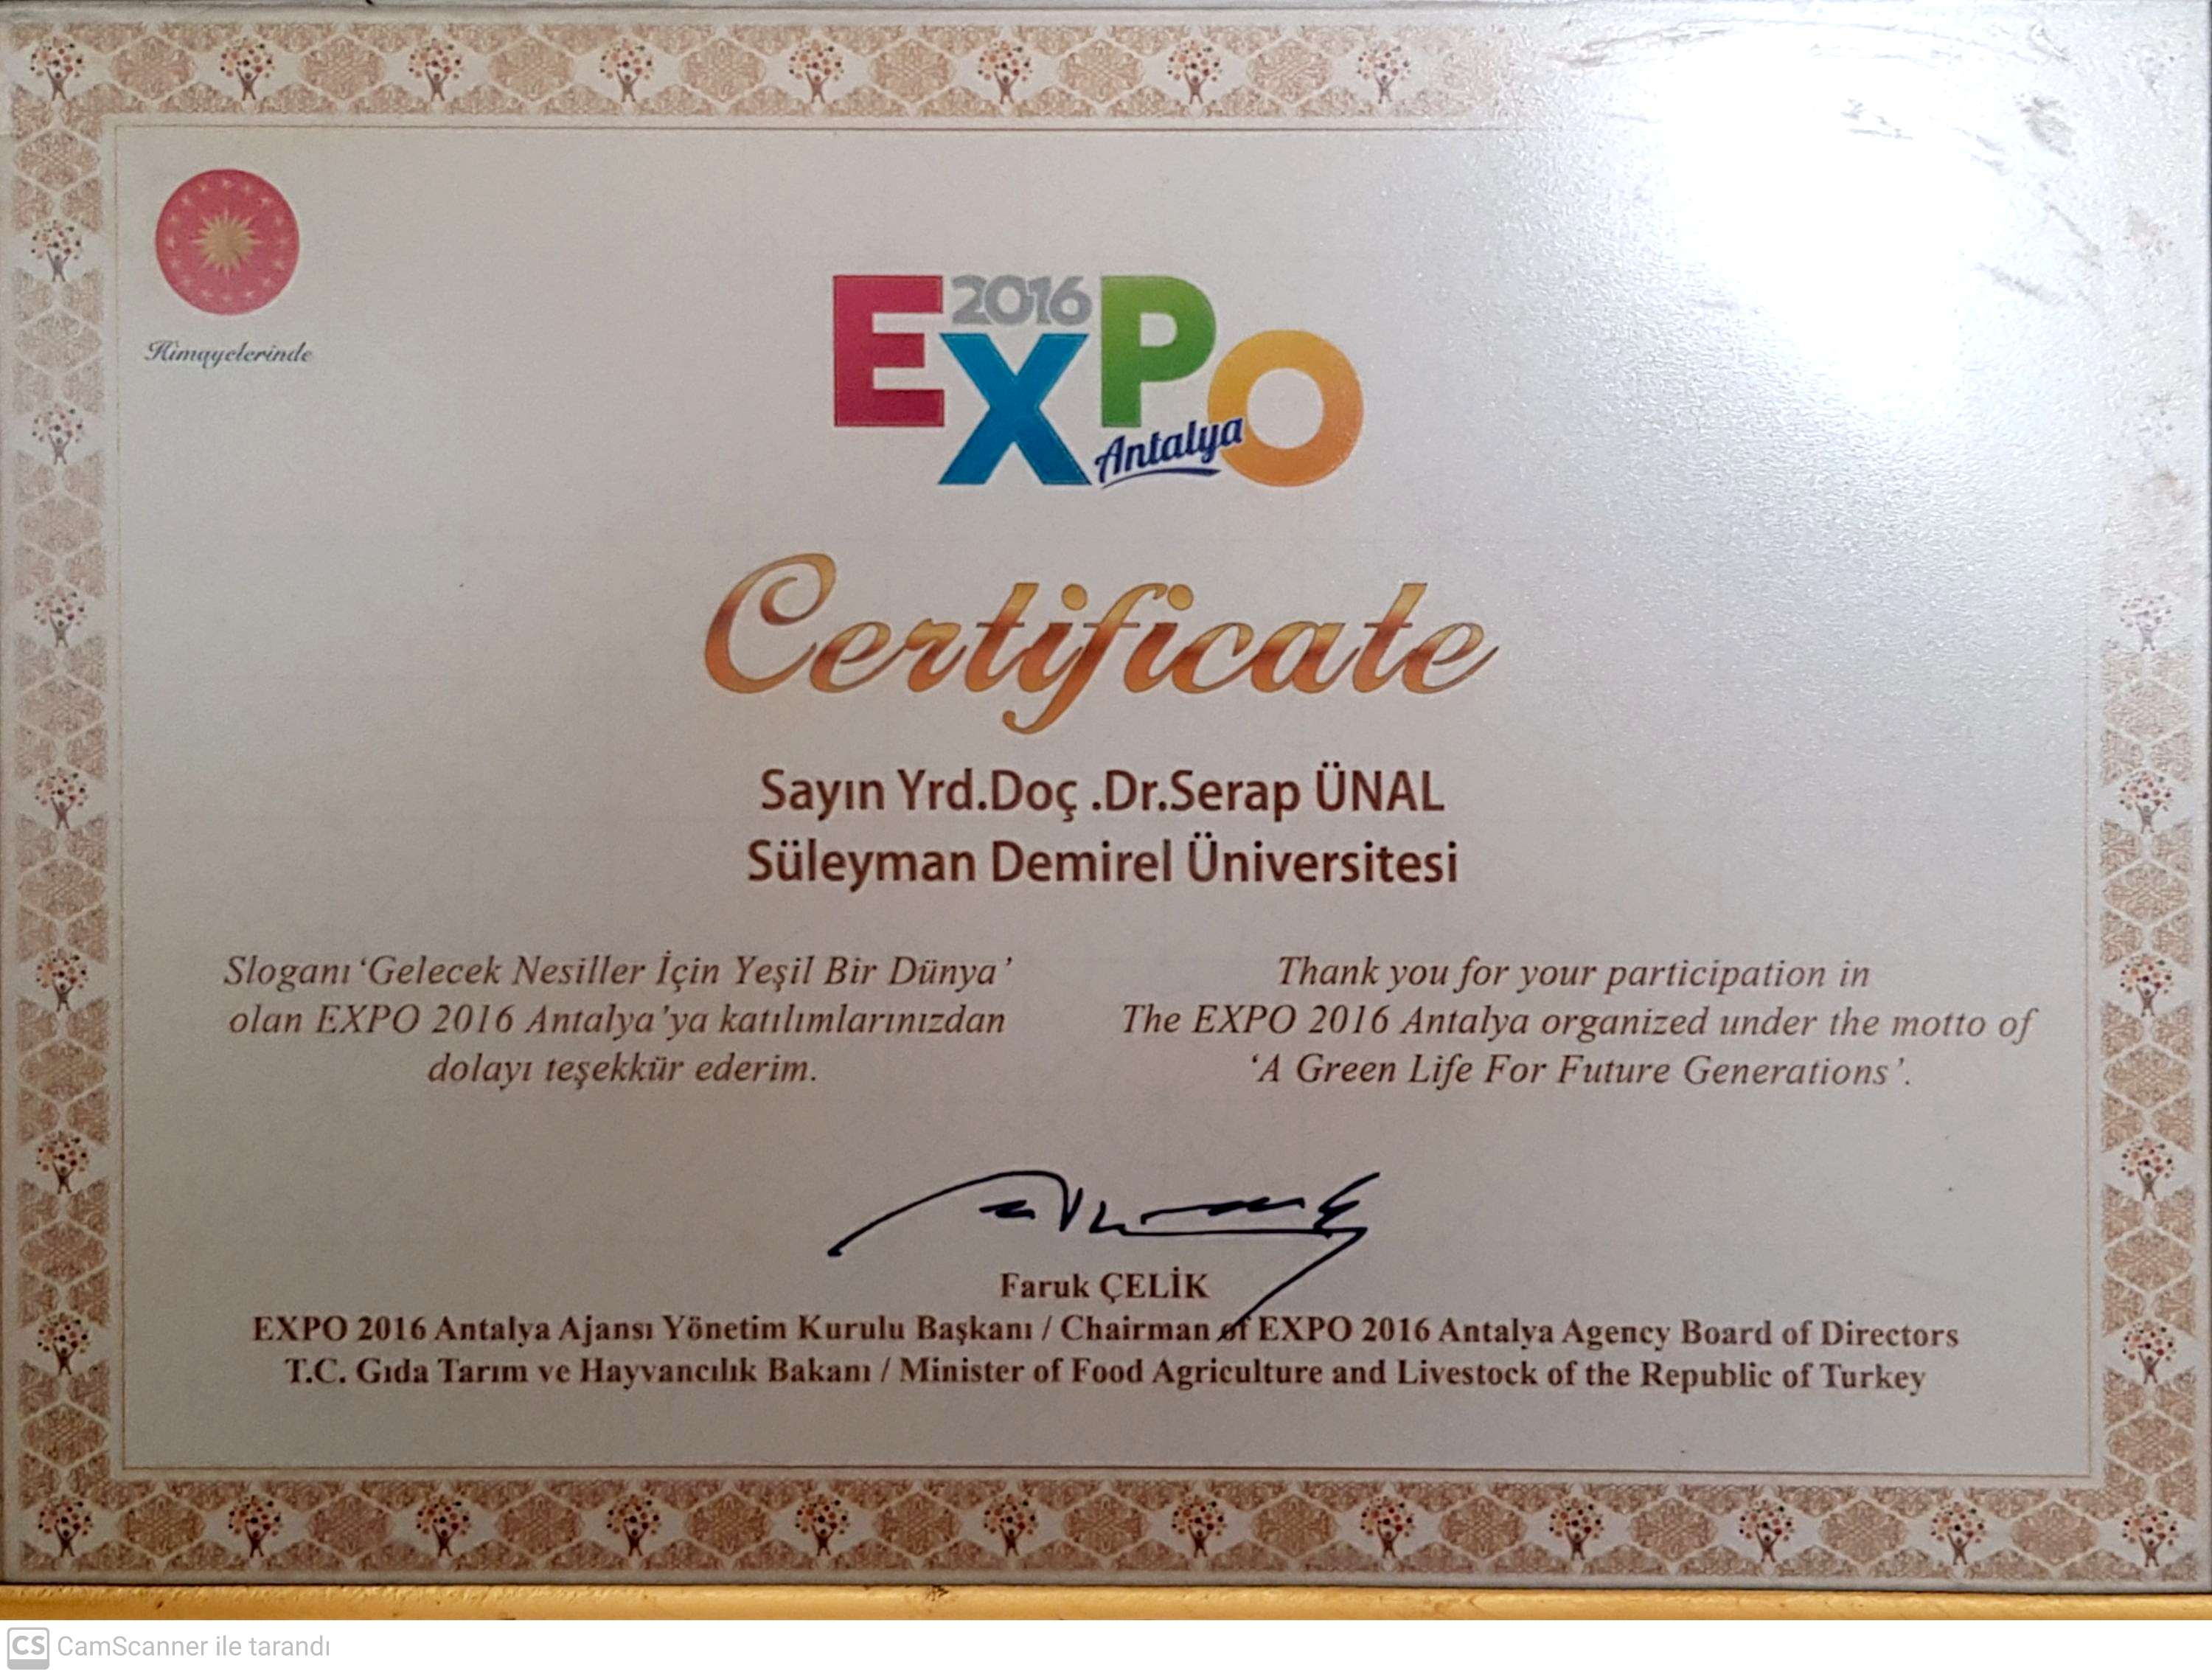 Himayelerinde
2016
EXPO
Antalya
Certificate
Sayın Yrd.Doç .Dr.Serap ÜNAL
Süleyman Demirel Üniversitesi
Sloganı ‘Gelecek Nesiller İçin Yeşil Bir Dünya’
olan EXPO 2016 Antalya’ya katılımlarınızdan
dolayı teşekkür ederim.
Thank you for your participation in
The EXPO 2016 Antalya organized under the motto of
‘A Green Life For Future Generations’.
Faruk ÇELİK
EXPO 2016 Antalya Ajansı Yönetim Kurulu Başkanı / Chairman of EXPO 2016 Antalya Agency Board of Directors
T.C. Gıda Tarım ve Hayvancılık Bakanı / Minister of Food Agriculture and Livestock of the Republic of Turkey
CS CamScanner ile tarandı